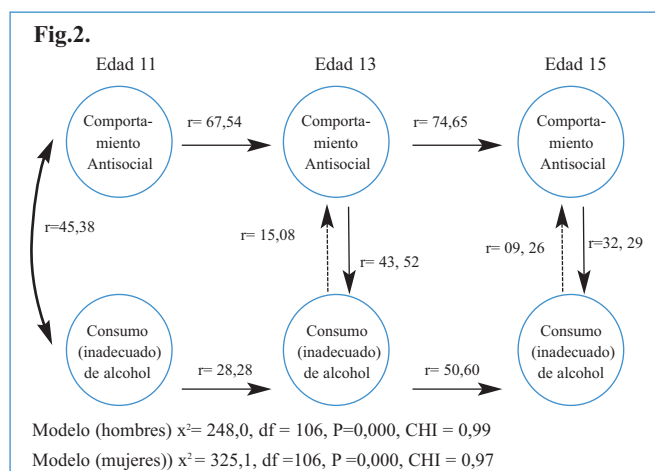 Fig.2.
Edad 11 Edad 13 Edad 15
Comporta-
miento
Antisocial
r= 67,54
Comporta-
miento
Antisocial
r= 74,65
Comporta-
miento
Antisocial
r=45,38
r= 15,08
r= 43, 52
r= 09, 26
r=32, 29
Consumo
(inadecuado)
de alcohol
r= 28,28
Consumo
(inadecuado)
de alcohol
r= 50,60
Consumo
(inadecuado)
de alcohol
Modelo (hombres) x²= 248,0, df = 106, P=0,000, CHI = 0,99
Modelo (mujeres)) x² = 325,1, df =106, P =0,000, CHI = 0,97